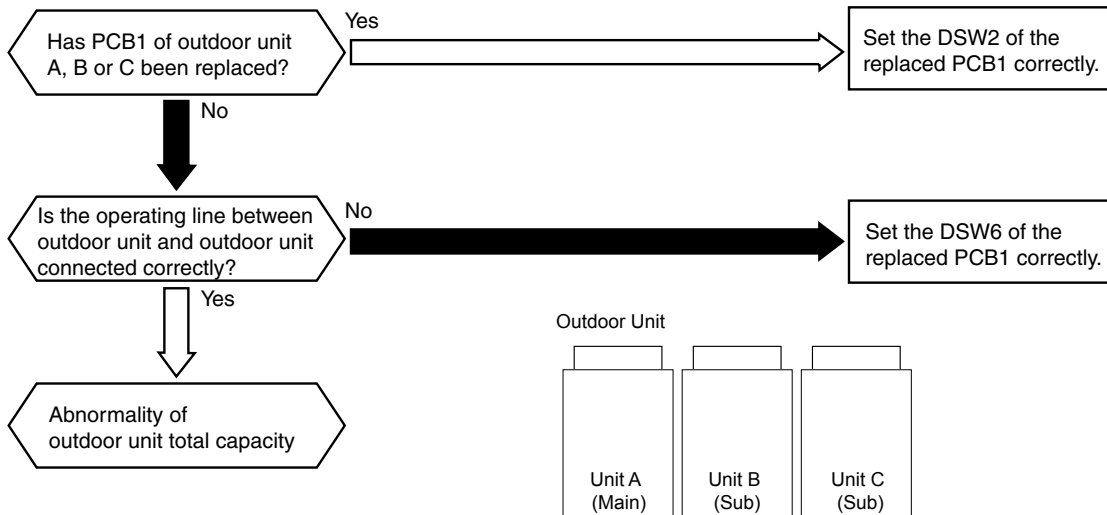 Has PCB1 of outdoor unit
A, B or C been replaced?
Yes
Set the DSW2 of the
replaced PCB1 correctly.
No
Is the operating line between
outdoor unit and outdoor unit
connected correctly?
No
Set the DSW6 of the
replaced PCB1 correctly.
Yes
Abnormality of
outdoor unit total capacity
Outdoor Unit
Unit A
(Main)
Unit B
(Sub)
Unit C
(Sub)